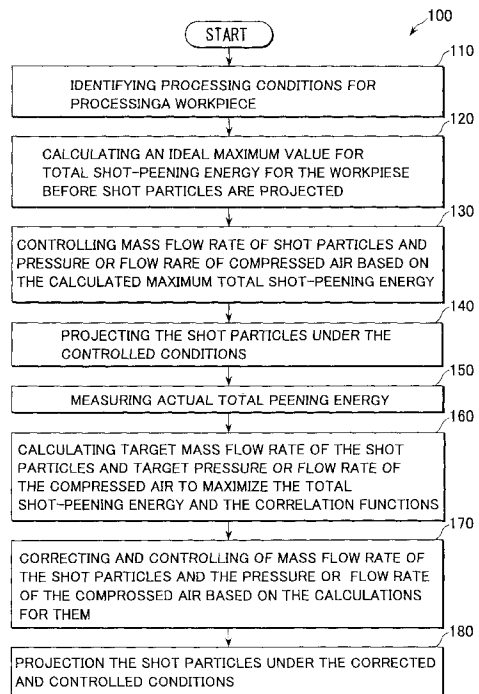 100
START
110
IDENTIFYING PROCESSING CONDITIONS FOR
PROCESSINGA WORKPIECE
120
CALCULATING AN IDEAL MAXIMUM VALUE FOR
TOTAL SHOT-PEENING ENERGY FOR THE WORKPIESE
BEFORE SHOT PARTICLES ARE PROJECTED
130
CONTROLLING MASS FLOW RATE OF SHOT PARTICLES AND
PRESSURE OR FLOW RARE OF COMPRESSED AIR BASED ON
THE CALCULATED MAXIMUM TOTAL SHOT-PEENING ENERGY
140
PROJECTING THE SHOT PARTICLES UNDER THE
CONTROLLED CONDITIONS
150
MEASURING ACTUAL TOTAL PEENING ENERGY
160
CALCULATING TARGET MASS FLOW RATE OF THE SHOT
PARTICLES AND TARGET PRESSURE OR FLOW RATE OF
THE COMPRESSED AIR TO MAXIMIZE THE TOTAL
SHOT-PEENING ENERGY AND THE CORRELATION FUNCTIONS
170
CORRECTING AND CONTROLLING OF MASS FLOW RATE OF
THE SHOT PARTICLES AND THE PRESSURE OR FLOW RATE
OF THE COMPROSSED AIR BASED ON THE CALCULATIONS
FOR THEM
180
PROJECTION THE SHOT PARTICLES UNDER THE CORRECTED
AND CONTROLLED CONDITIONS